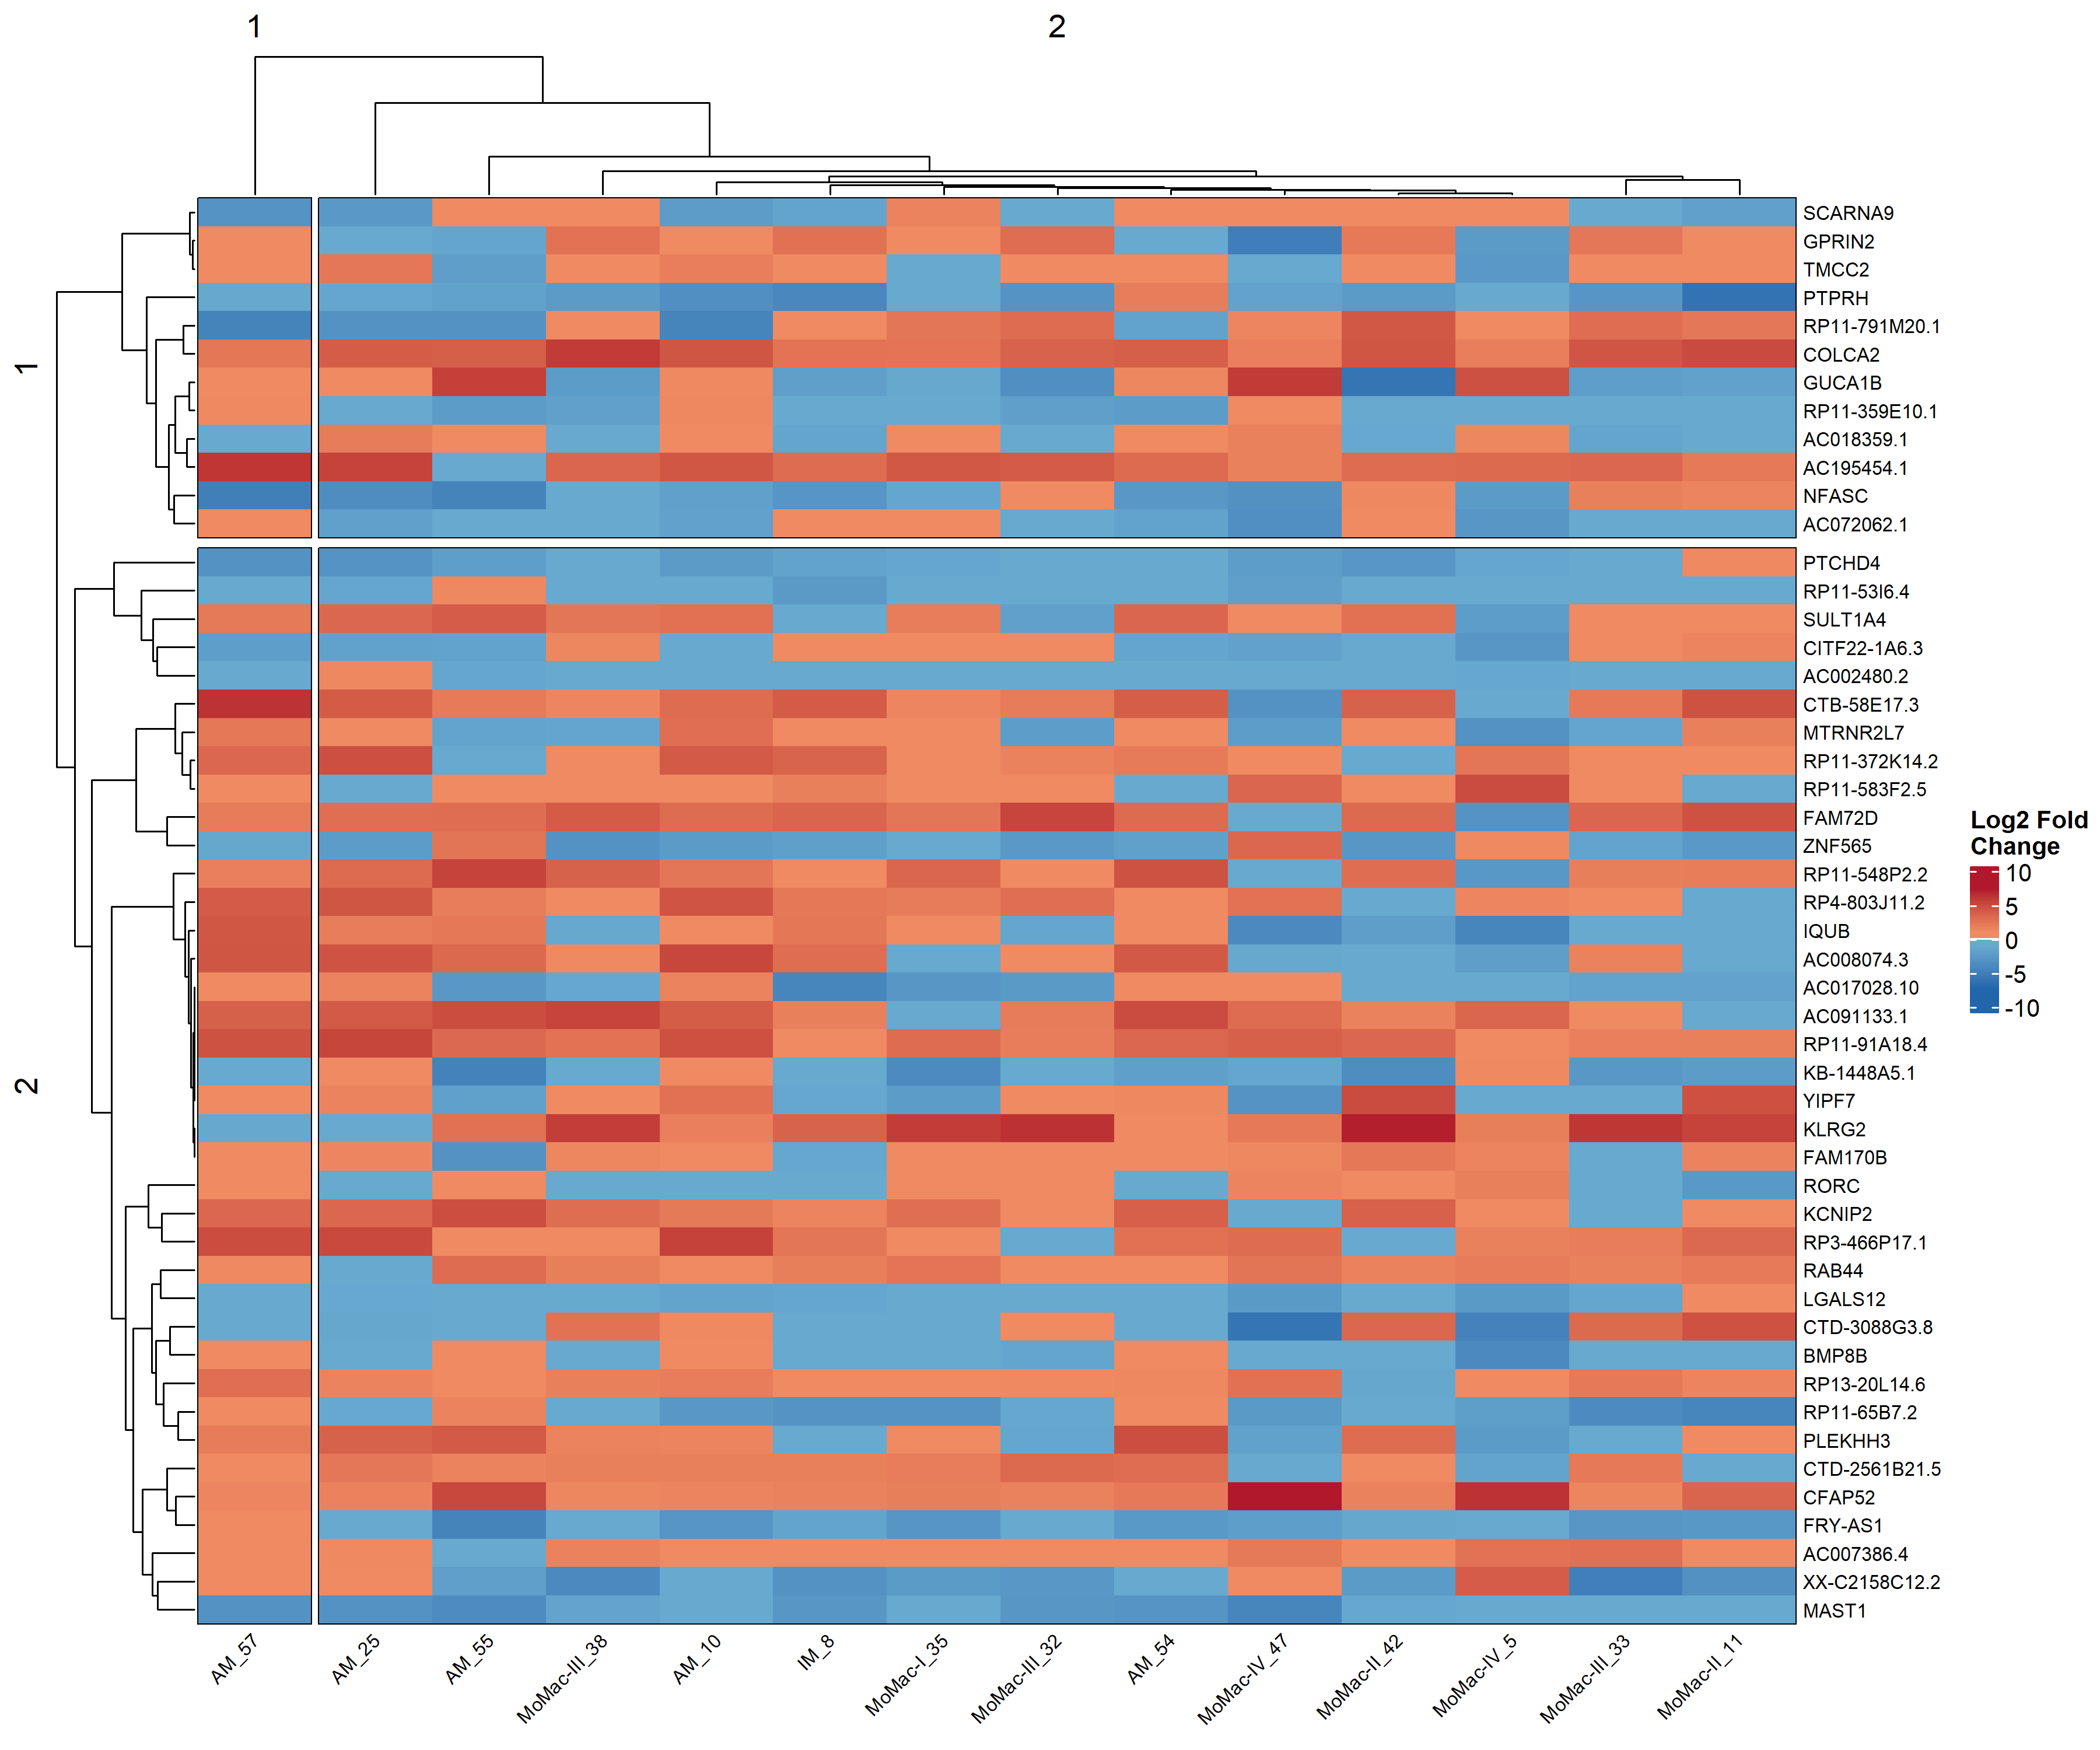 1
2
1
2
SCARNA9
GPRIN2
TMCC2
PTPRH
RP11-791M20.1
COLCA2
GUCA1B
RP11-359E10.1
AC018359.1
AC195454.1
NFASC
AC072062.1
PTCHD4
RP11-53I6.4
SULT1A4
CITF22-1A6.3
AC002480.2
CTB-58E17.3
MTRNR2L7
RP11-372K14.2
RP11-583F2.5
FAM72D
ZNF565
RP11-548P2.2
RP4-803J11.2
IQUB
AC008074.3
AC017028.10
AC091133.1
RP11-91A18.4
KB-1448A5.1
YIPF7
KLRG2
FAM170B
RORC
KCNIP2
RP3-466P17.1
RAB44
LGALS12
CTD-3088G3.8
BMP8B
RP13-20L14.6
RP11-65B7.2
PLEKHH3
CTD-2561B21.5
CFAP52
FRY-AS1
AC007386.4
XX-C2158C12.2
MAST1
AM_57
AM_25
AM_55
MoMac-III_38
AM_10
IM_8
MoMac-I_35
MoMac-III_32
AM_54
MoMac-IV_47
MoMac-II_42
MoMac-IV_5
MoMac-III_33
MoMac-II_11
Log2 Fold
Change
10
5
0
-5
-10